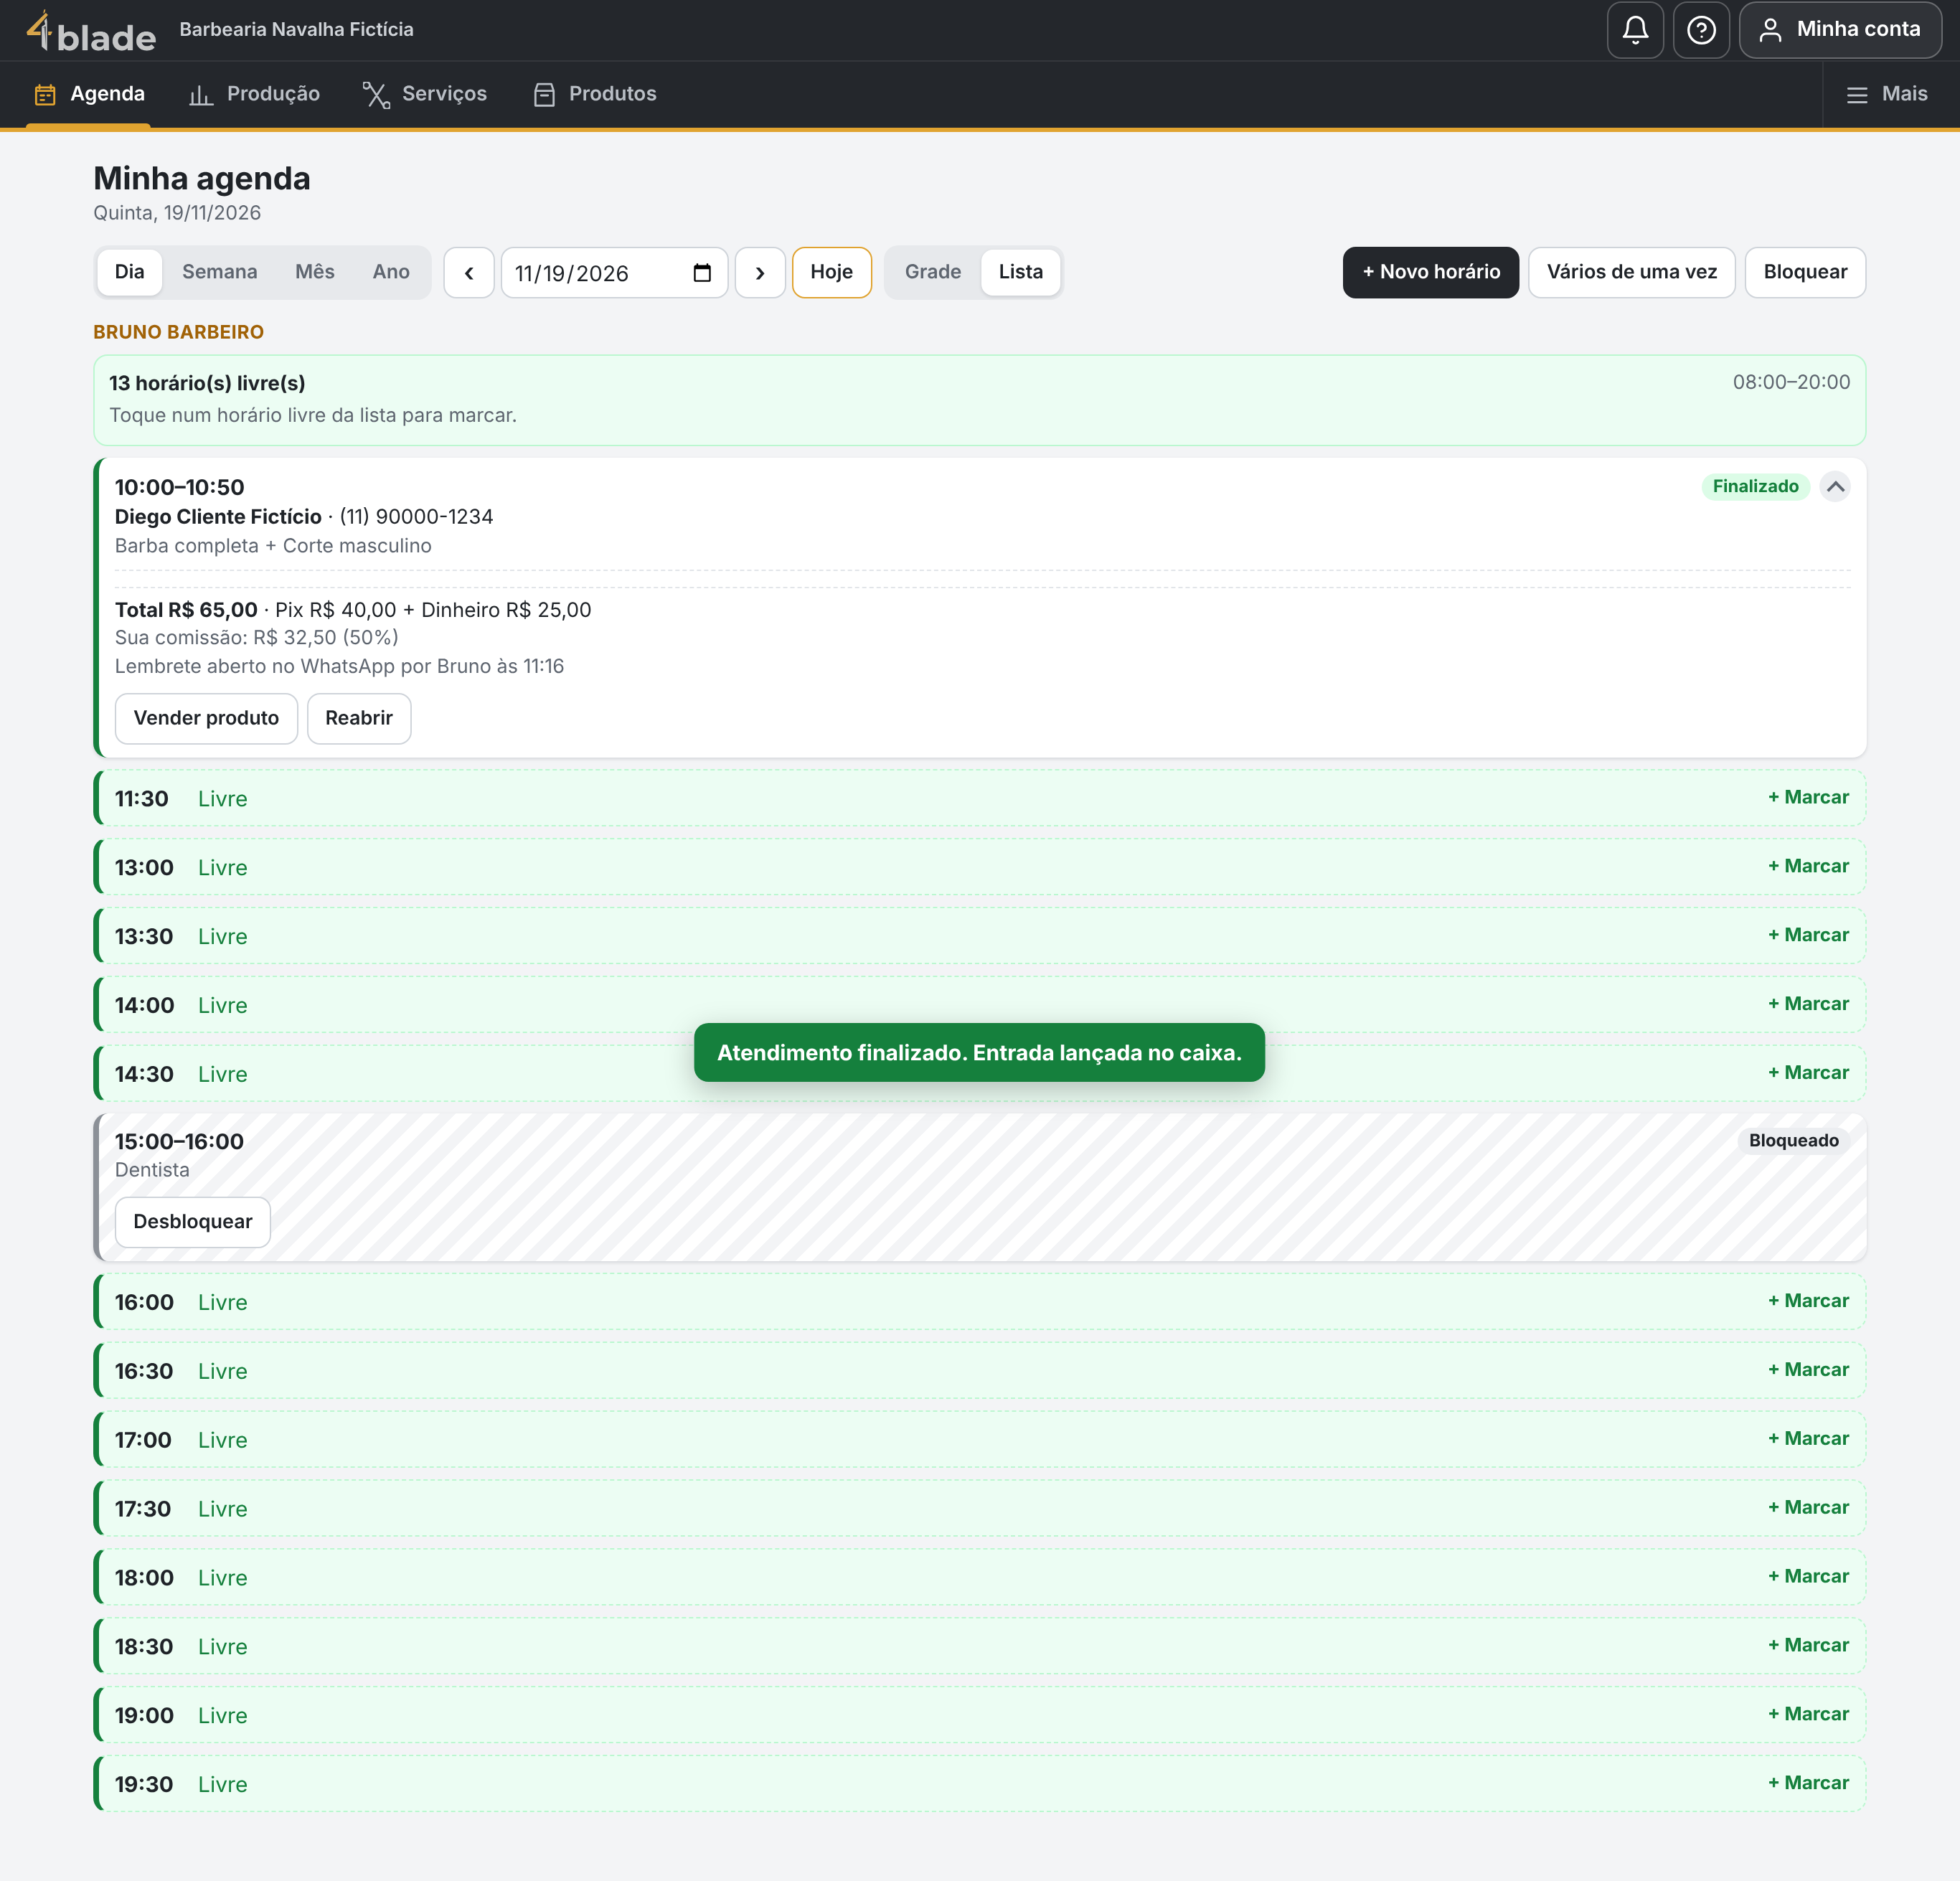 4blade
Barbearia Navalha Fictícia
Minha conta
Agenda
Produção
Serviços
Produtos
Mais
Minha agenda
Quinta, 19/11/2026
Dia
Semana
Mês
Ano
‹
11/19/2026
›
Hoje
Grade
Lista
+ Novo horário
Vários de uma vez
Bloquear
BRUNO BARBEIRO
13 horário(s) livre(s)
08:00–20:00
Toque num horário livre da lista para marcar.
10:00–10:50
Finalizado
Diego Cliente Fictício · (11) 90000-1234
Barba completa + Corte masculino
Total R$ 65,00 · Pix R$ 40,00 + Dinheiro R$ 25,00
Sua comissão: R$ 32,50 (50%)
Lembrete aberto no WhatsApp por Bruno às 11:16
Vender produto
Reabrir
11:30 Livre + Marcar
13:00 Livre + Marcar
13:30 Livre + Marcar
14:00 Livre + Marcar
Atendimento finalizado. Entrada lançada no caixa.
14:30 Livre + Marcar
15:00–16:00
Bloqueado
Dentista
Desbloquear
16:00 Livre + Marcar
16:30 Livre + Marcar
17:00 Livre + Marcar
17:30 Livre + Marcar
18:00 Livre + Marcar
18:30 Livre + Marcar
19:00 Livre + Marcar
19:30 Livre + Marcar